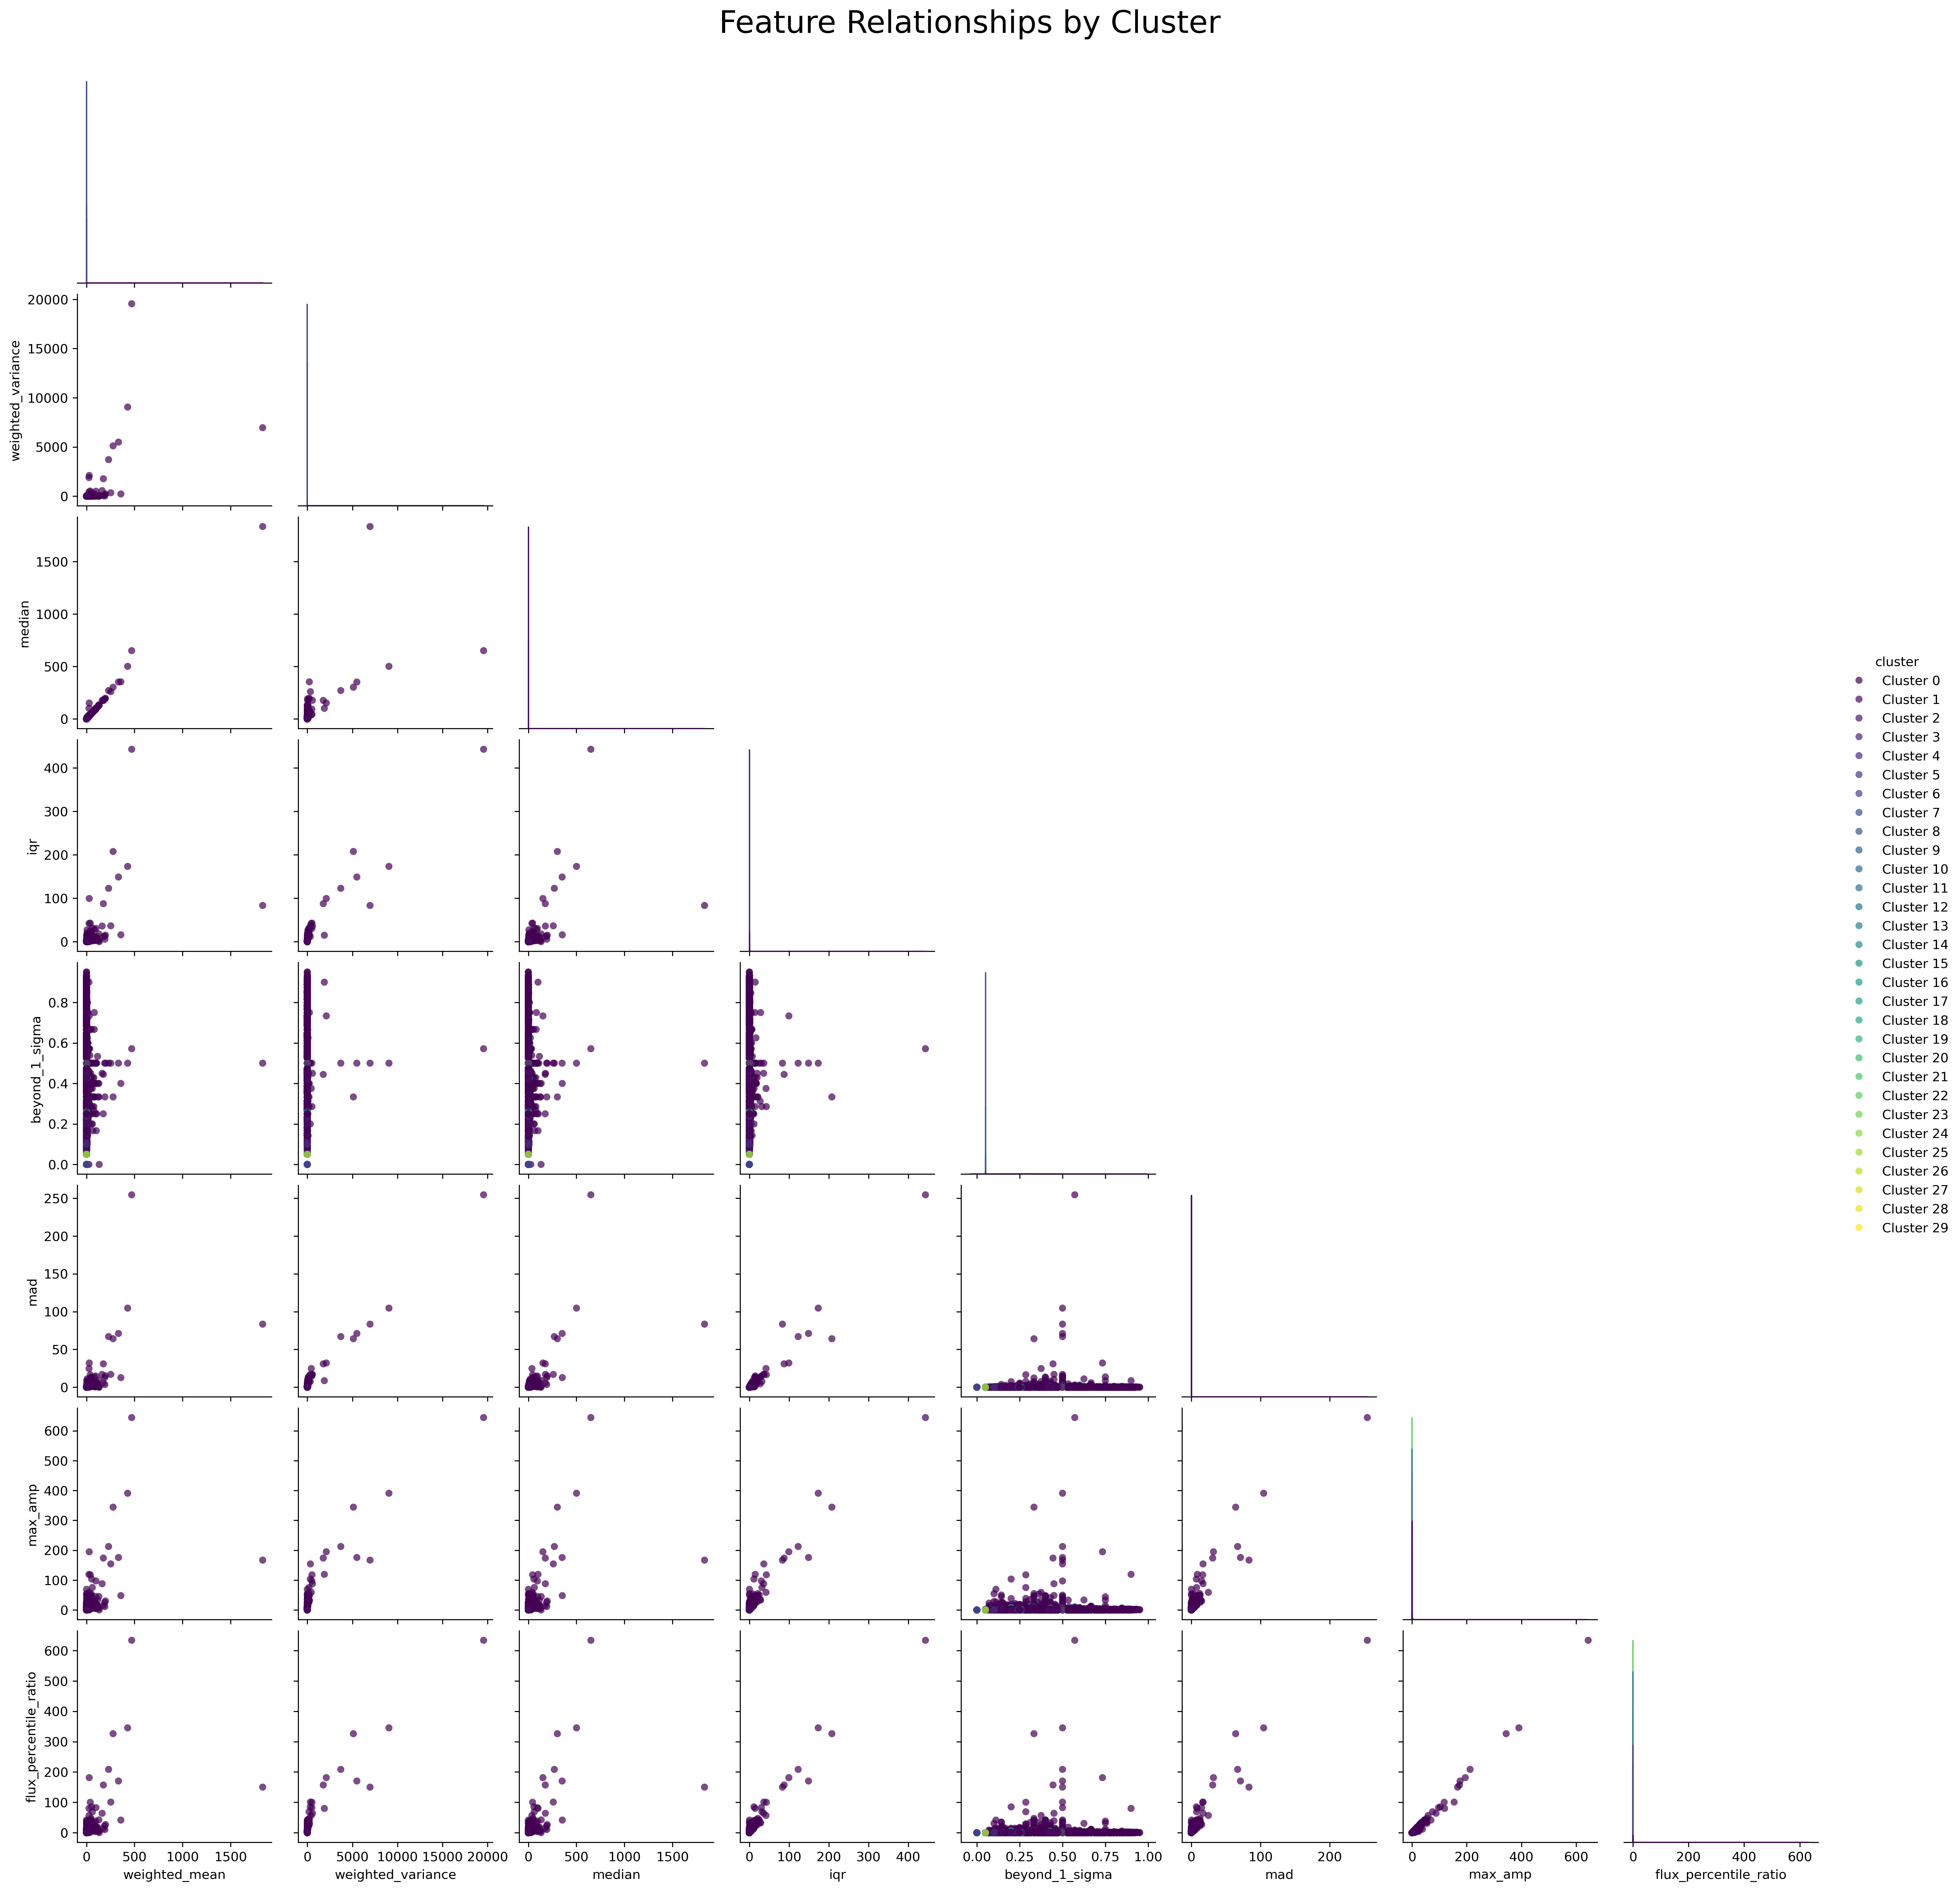 Feature Relationships by Cluster
0 500 1000 1500
20000
15000
10000
5000
0
weighted_variance
1500
1000
500
0
median
400
300
200
100
0
iqr
0.8
0.6
0.4
0.2
0.0
beyond_1_sigma
250
200
150
100
50
0
mad
600
500
400
300
200
100
0
max_amp
600
500
400
300
200
100
0
flux_percentile_ratio
weighted_mean
0 5000 10000 15000 20000
weighted_variance
0 500 1000 1500
median
0 100 200 300 400
iqr
0.00 0.25 0.50 0.75 1.00
beyond_1_sigma
0 100 200
mad
0 200 400 600
max_amp
0 200 400 600
flux_percentile_ratio
cluster
Cluster 0
Cluster 1
Cluster 2
Cluster 3
Cluster 4
Cluster 5
Cluster 6
Cluster 7
Cluster 8
Cluster 9
Cluster 10
Cluster 11
Cluster 12
Cluster 13
Cluster 14
Cluster 15
Cluster 16
Cluster 17
Cluster 18
Cluster 19
Cluster 20
Cluster 21
Cluster 22
Cluster 23
Cluster 24
Cluster 25
Cluster 26
Cluster 27
Cluster 28
Cluster 29